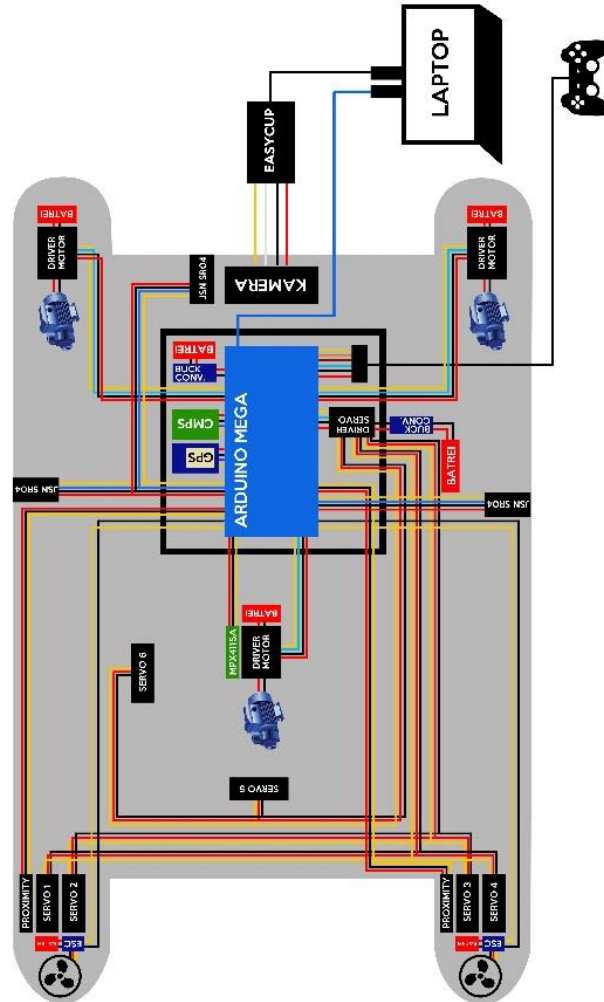 LAPTOP
EASYCUP
BATREI
DRIVER
MOTOR
JSN SR04
KAMERA
BATREI
DRIVER
MOTOR
BATREI
BUCK
CONV.
CMPS
GPS
ARDUINO MEGA
DRIVER
SERVO
BUCK
CONV.
BATREI
JSN SR04
JSN SR04
MPX4115A
BATREI
DRIVER
MOTOR
SERVO 6
SERVO 5
PROXIMITY
SERVO 1
SERVO 2
ESC
PROXIMITY
SERVO 3
SERVO 4
ESC